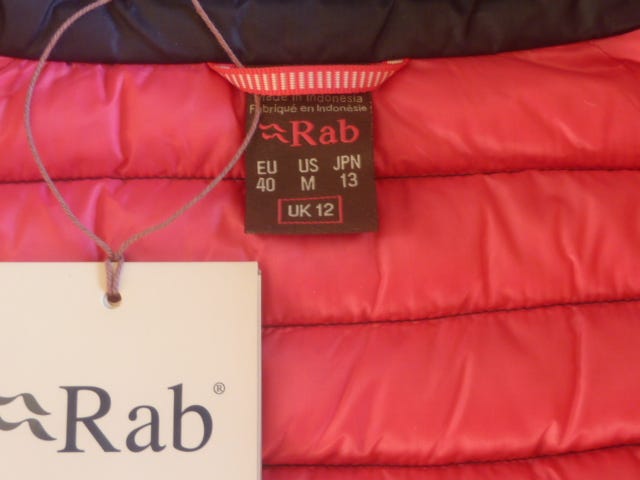 Made in Indonesia
Fabriqué en Indonésie
Rab
EU US JPN
40 M 13
UK 12
Rab®